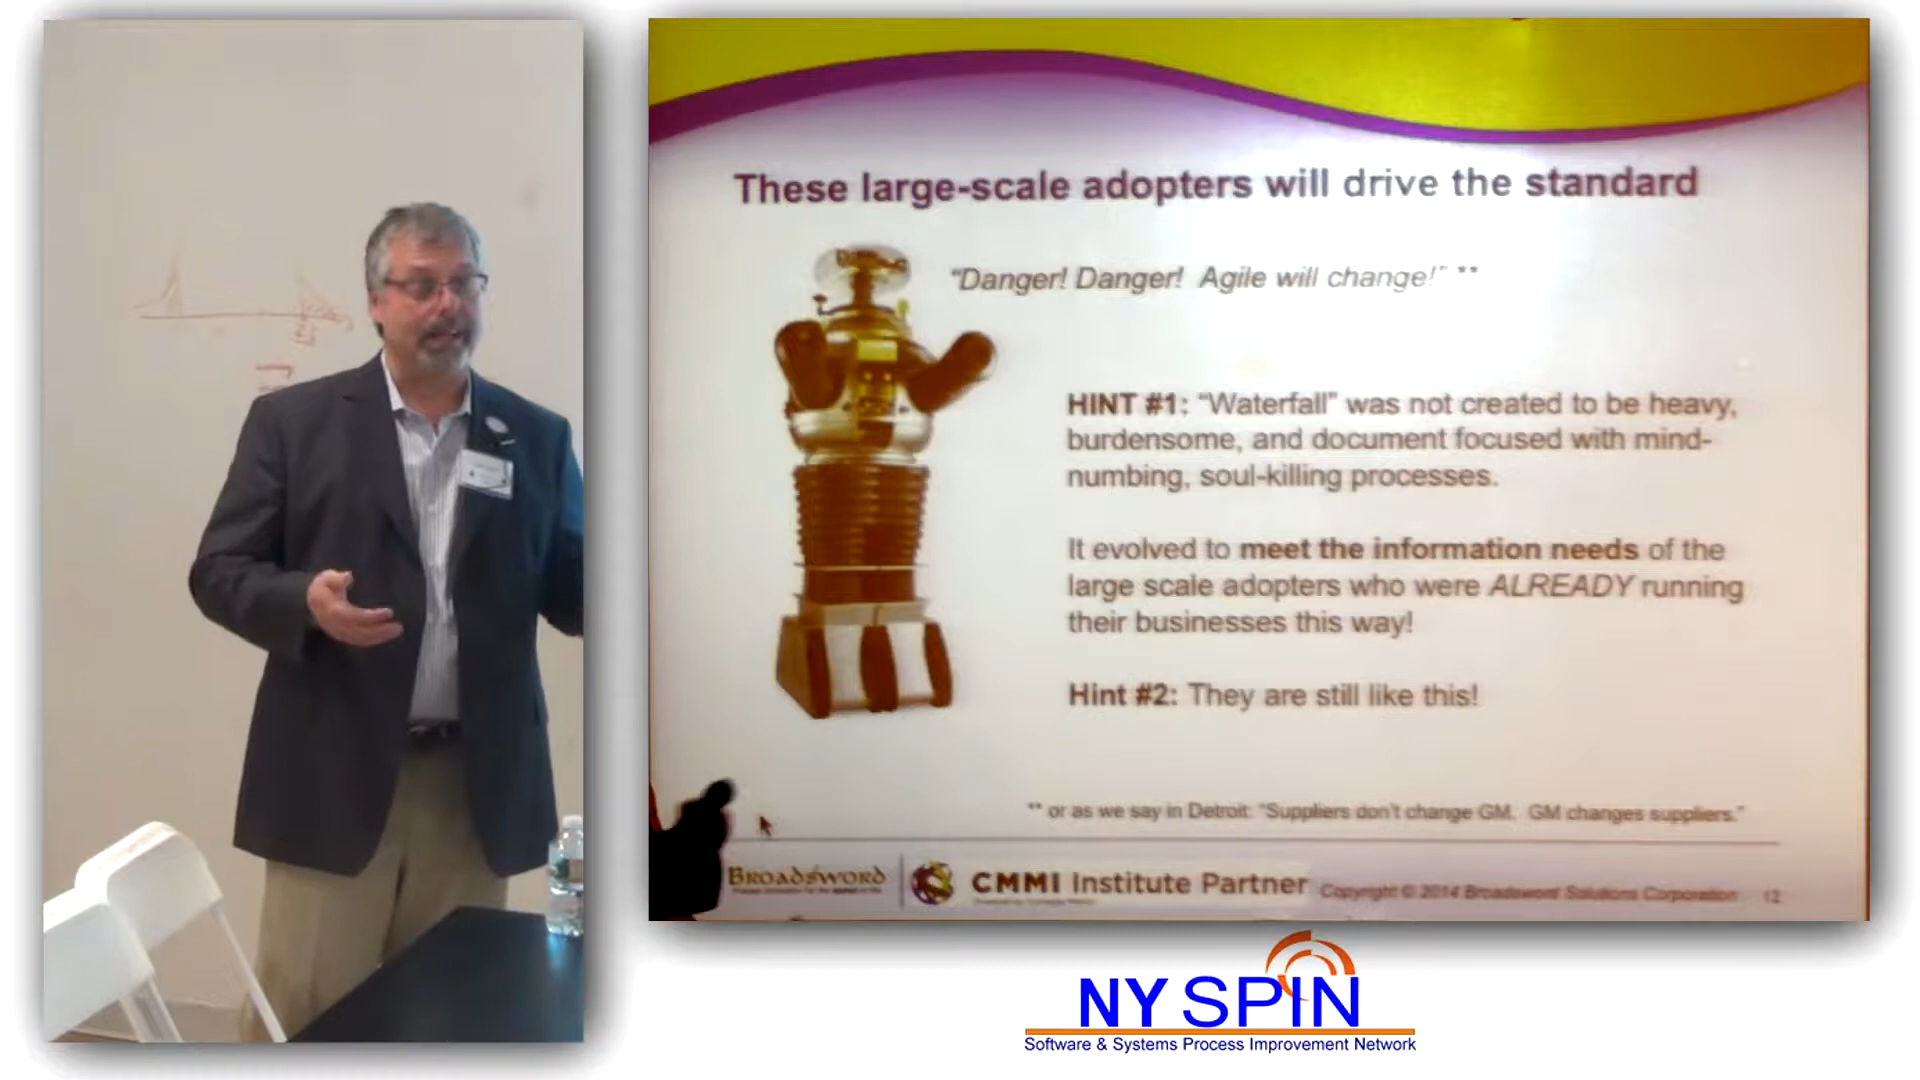 These large-scale adopters will drive the standard
“Danger! Danger! Agile will change!” **
HINT #1: “Waterfall” was not created to be heavy,
burdensome, and document focused with mind-
numbing, soul-killing processes.
It evolved to meet the information needs of the
large scale adopters who were ALREADY running
their businesses this way!
Hint #2: They are still like this!
** or as we say in Detroit: “Suppliers don’t change GM. GM changes suppliers.”
BROADSWORD
CMMI Institute Partner
Copyright © 2014 Broadsword Solutions Corporation 12
NY SPIN
Software & Systems Process Improvement Network